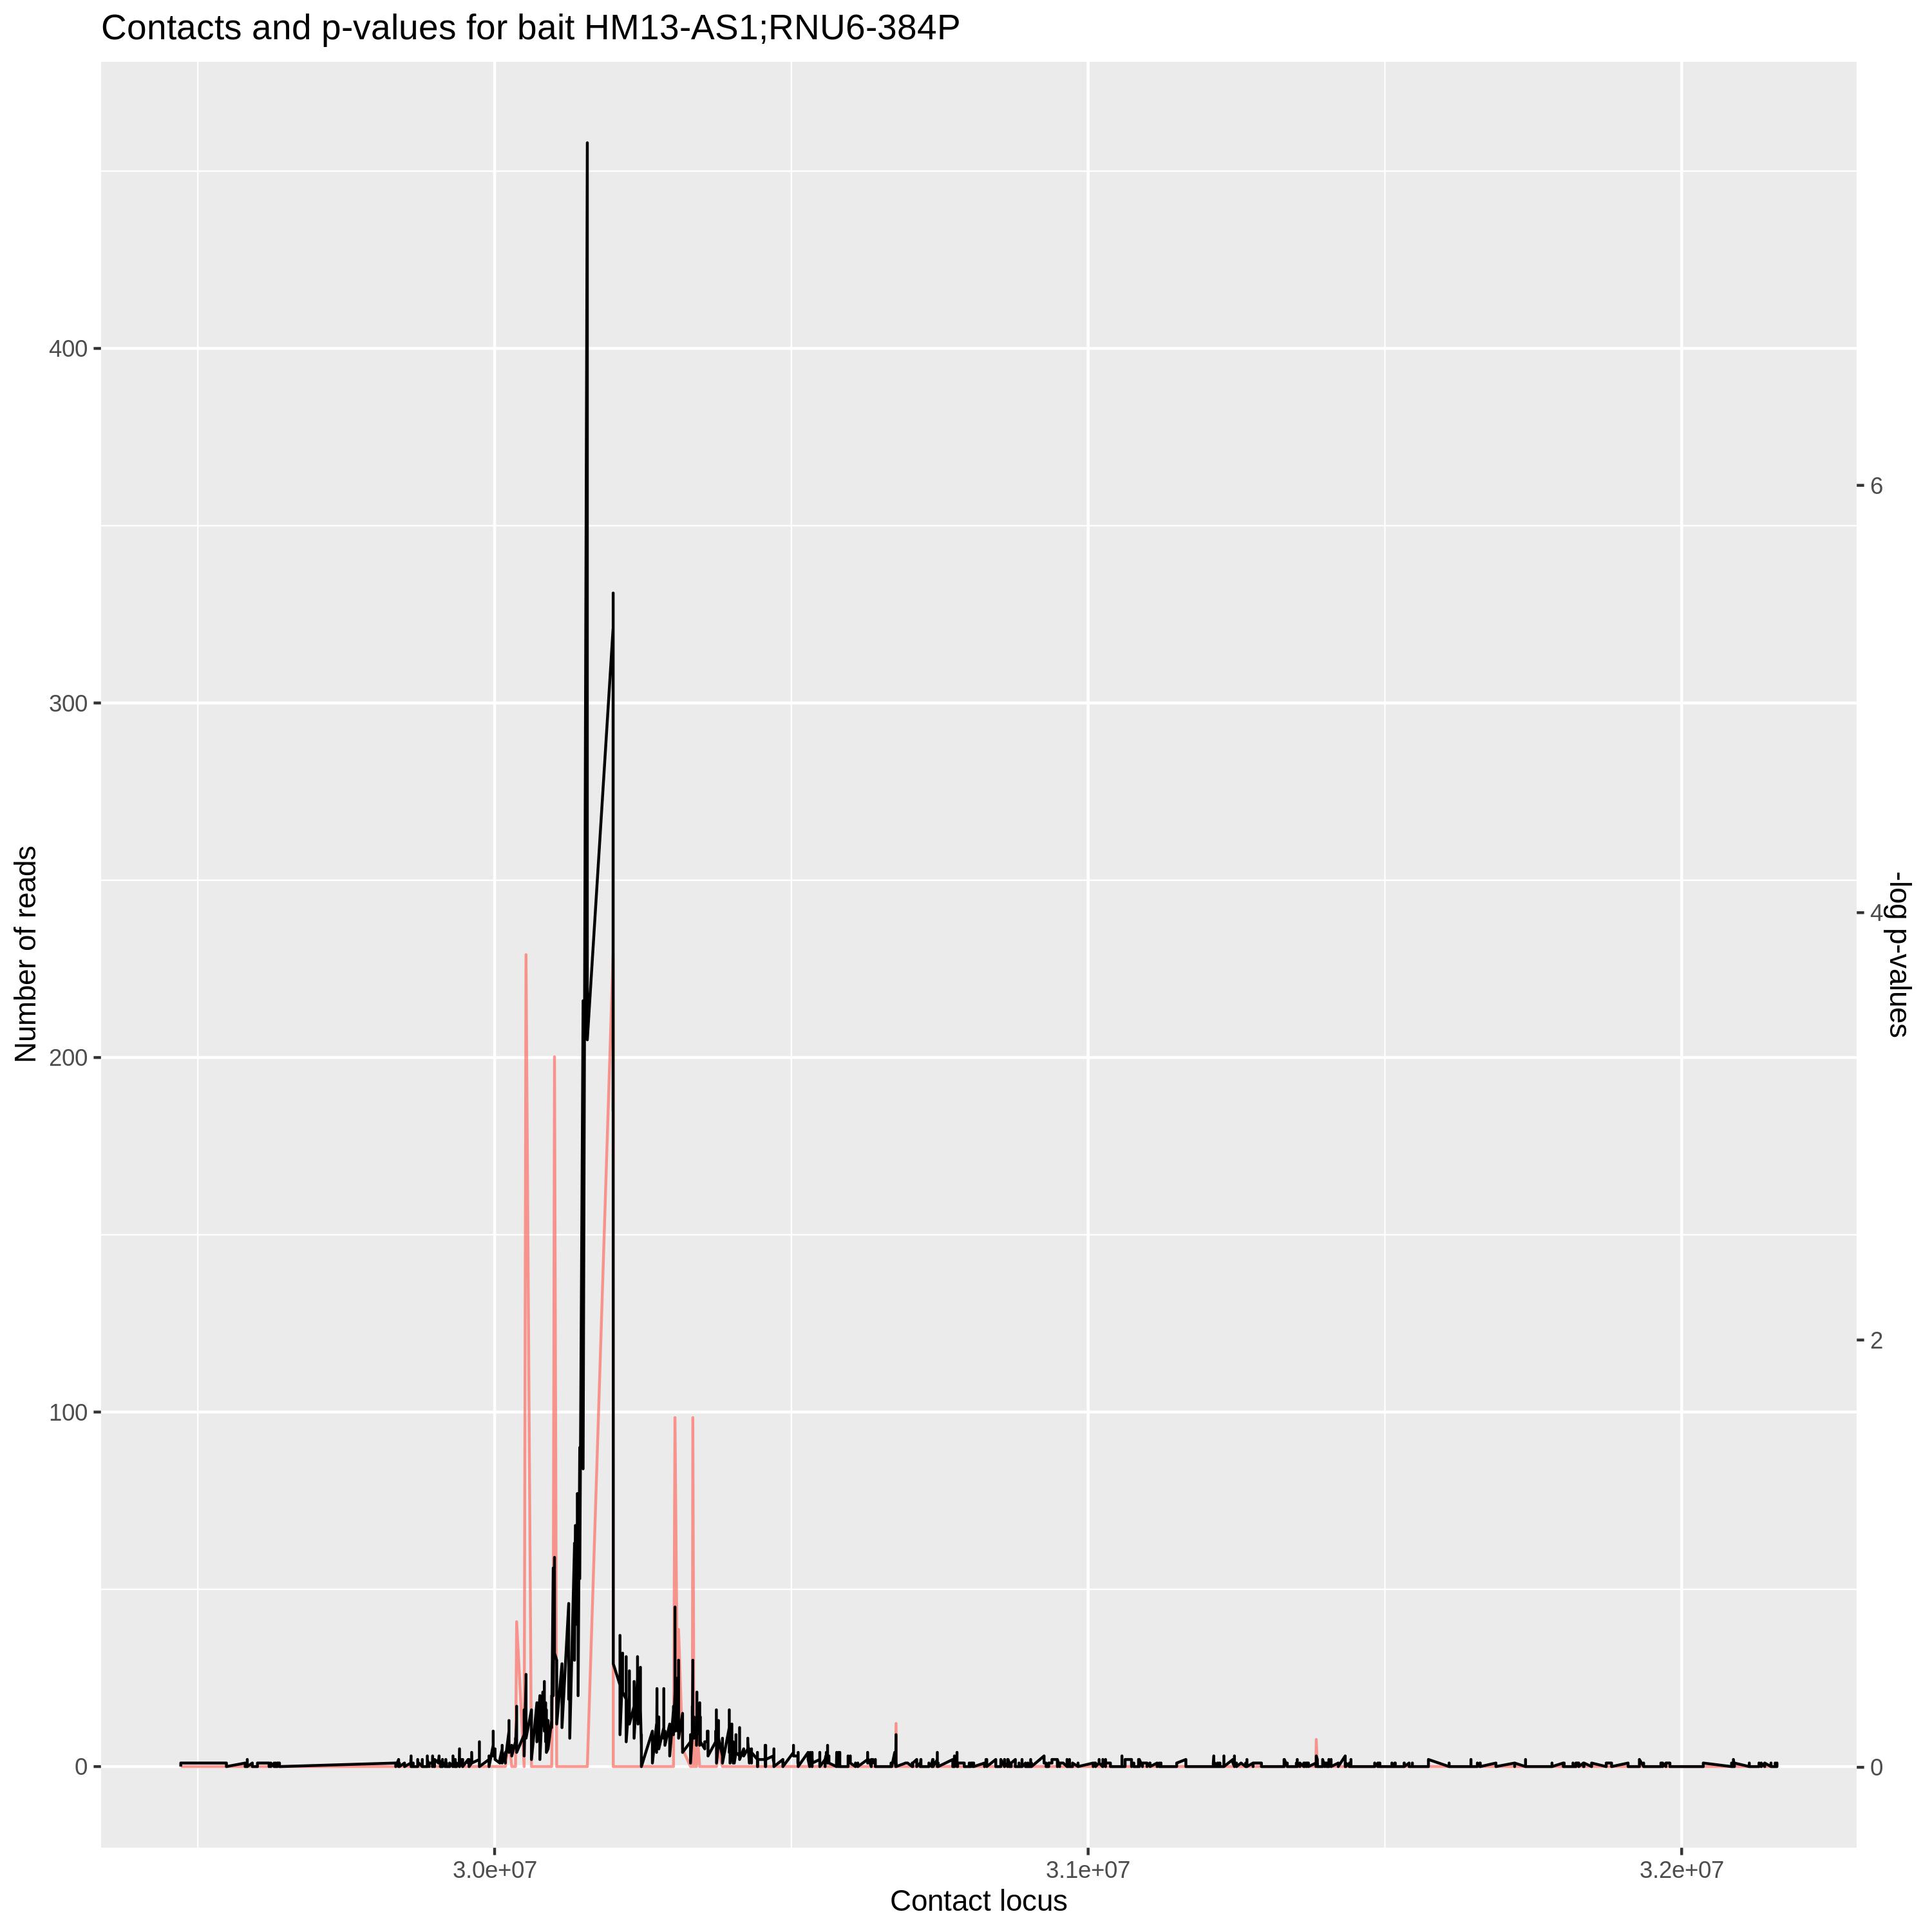 Contacts and p-values for bait HM13-AS1;RNU6-384P
Number of reads
400
300
200
100
0
6
4
2
0
-log p-values
3.0e+07
3.1e+07
3.2e+07
Contact locus